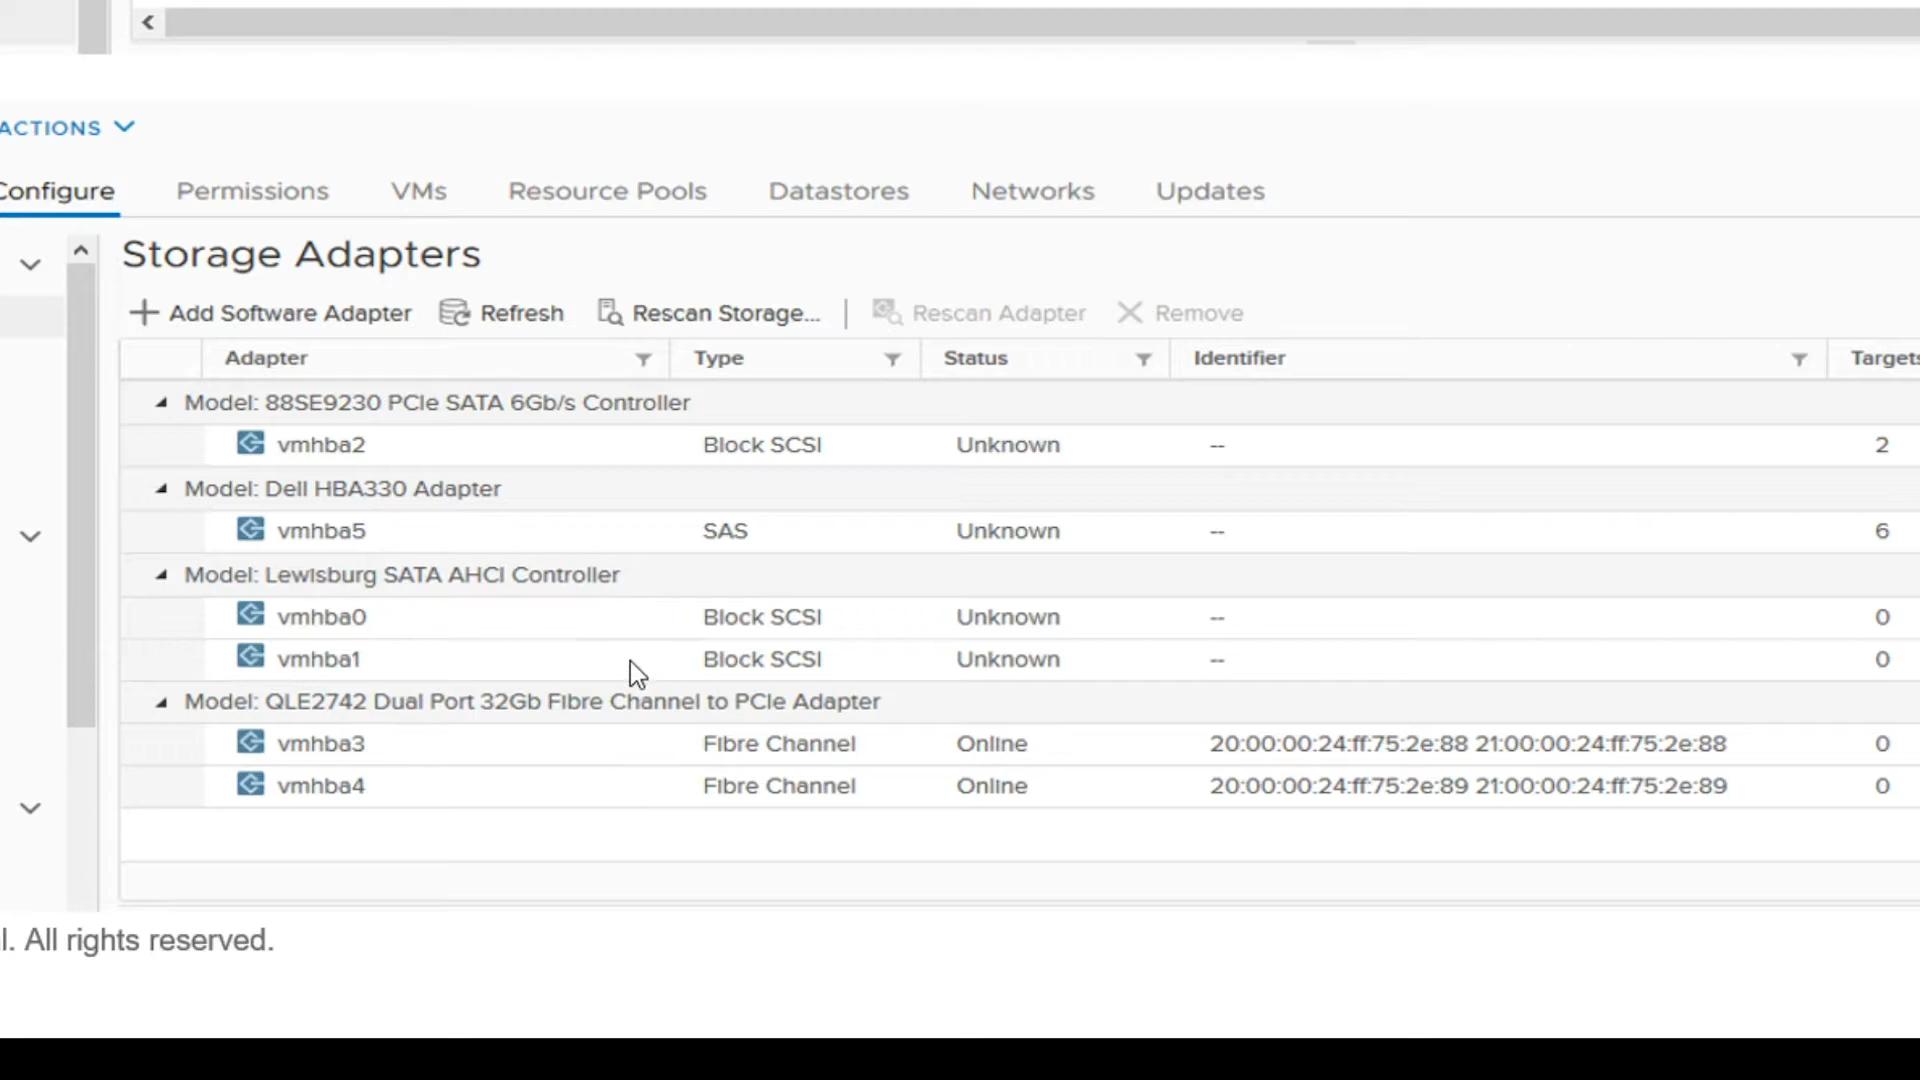 ACTIONS
Configure Permissions VMs Resource Pools Datastores Networks Updates
Storage Adapters
Add Software Adapter Refresh Rescan Storage... Rescan Adapter Remove
Adapter Type Status Identifier Targets
Model: 88SE9230 PCIe SATA 6Gb/s Controller
vmhba2 Block SCSI Unknown -- 2
Model: Dell HBA330 Adapter
vmhba5 SAS Unknown -- 6
Model: Lewisburg SATA AHCI Controller
vmhba0 Block SCSI Unknown -- 0
vmhba1 Block SCSI Unknown -- 0
Model: QLE2742 Dual Port 32Gb Fibre Channel to PCIe Adapter
vmhba3 Fibre Channel Online 20:00:00:24:ff:75:2e:88 21:00:00:24:ff:75:2e:88 0
vmhba4 Fibre Channel Online 20:00:00:24:ff:75:2e:89 21:00:00:24:ff:75:2e:89 0
l. All rights reserved.